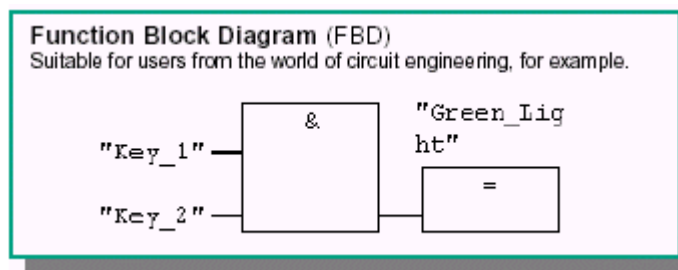 Function Block Diagram (FBD)
Suitable for users from the world of circuit engineering, for example.
&
"Green_Lig
ht"
"Key_1"
=
"Key_2"